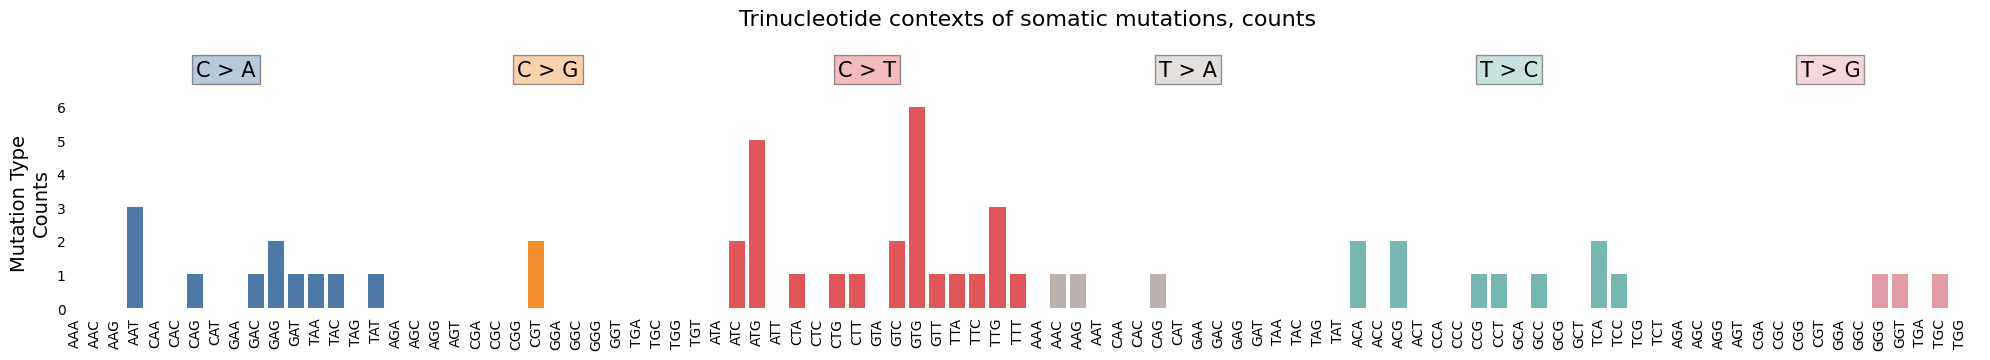 Trinucleotide contexts of somatic mutations, counts
C > A
C > G
C > T
T > A
T > C
T > G
Mutation Type
Counts
6
5
4
3
2
1
0
AAA
AAC
AAG
AAT
CAA
CAC
CAG
CAT
GAA
GAC
GAG
GAT
TAA
TAC
TAG
TAT
AGA
AGC
AGG
AGT
CGA
CGC
CGG
CGT
GGA
GGC
GGG
GGT
TGA
TGC
TGG
TGT
ATA
ATC
ATG
ATT
CTA
CTC
CTG
CTT
GTA
GTC
GTG
GTT
TTA
TTC
TTG
TTT
AAA
AAC
AAG
AAT
CAA
CAC
CAG
CAT
GAA
GAC
GAG
GAT
TAA
TAC
TAG
TAT
ACA
ACC
ACG
ACT
CCA
CCC
CCG
CCT
GCA
GCC
GCG
GCT
TCA
TCC
TCG
TCT
AGA
AGC
AGG
AGT
CGA
CGC
CGG
CGT
GGA
GGC
GGG
GGT
TGA
TGC
TGG